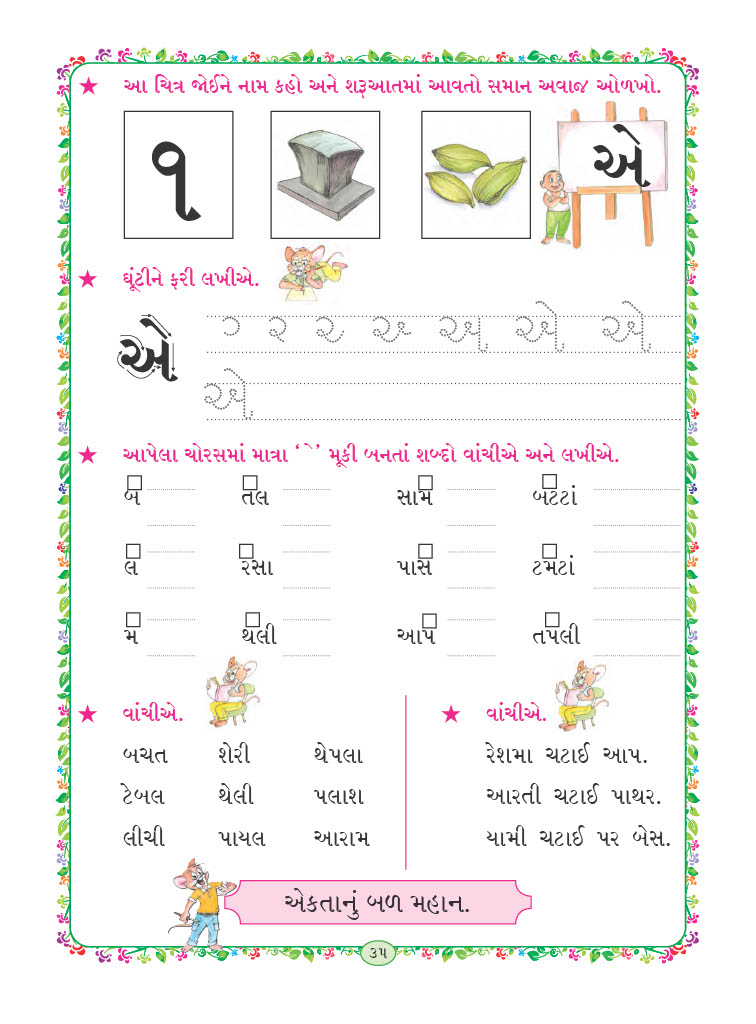 ★ આ ચિત્ર જોઈને નામ કહો અને શરૂઆતમાં આવતો સમાન અવાજ ઓળખો.
૧ એ
★ ઘૂંટીને ફરી લખીએ.
એ ૦ ર ચ સ્ર અ એ એ
એ
★ આપેલા ચોરસમાં માત્રા ‘ે’ મૂકી બનતાં શબ્દો વાંચીએ અને લખીએ.
બ તલ સામ બટટાં
લ રસા પાસ ટમટાં
મ થલી આપ તપલી
★ વાંચીએ.
બચત શેરી થેપલા
ટેબલ થેલી પલાશ
લીચી પાયલ આરામ
★ વાંચીએ.
રેશમા ચટાઈ આપ.
આરતી ચટાઈ પાથર.
યામી ચટાઈ પર બેસ.
એકતાનું બળ મહાન.
૩૫